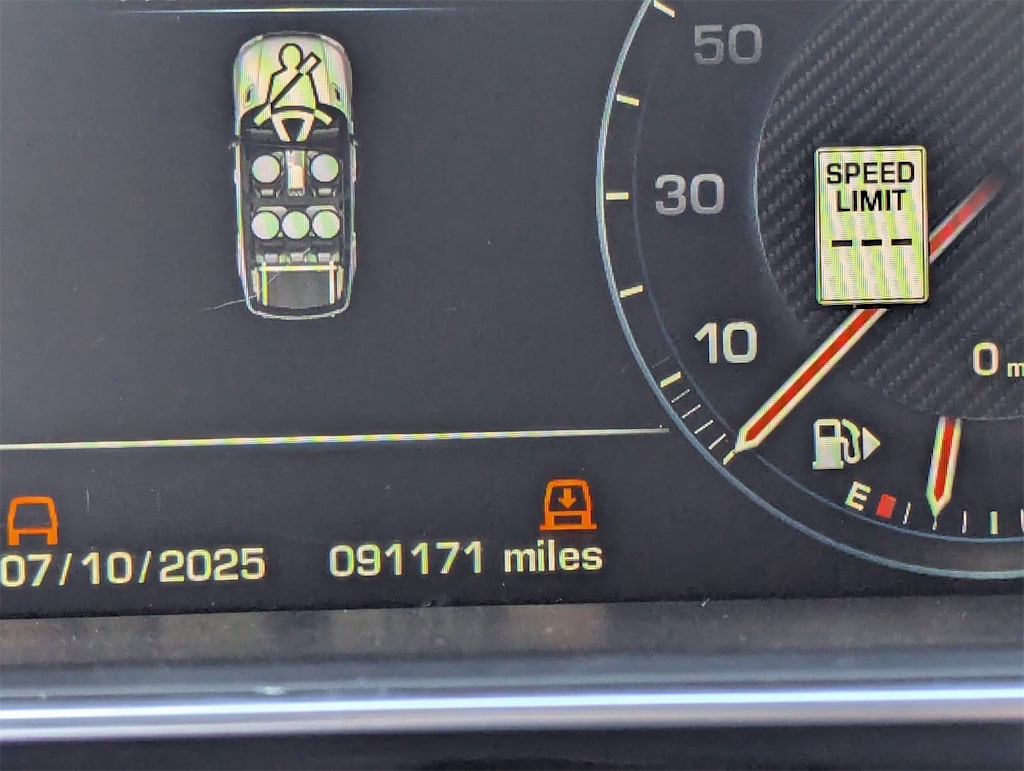 50
SPEED
LIMIT
---
30
10
0 m
E
07/10/2025
091171 miles